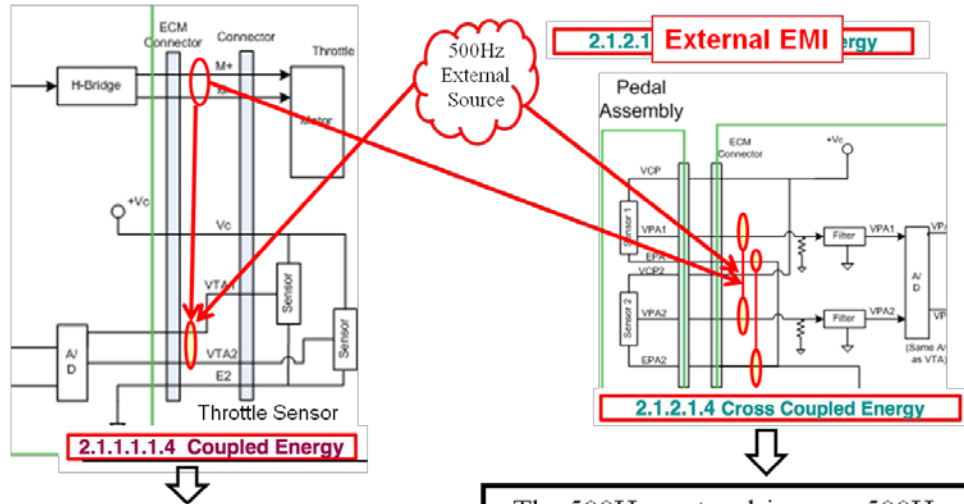 ECM
Connector
Connector
Throttle
M+
H-Bridge
Motor
+Vc
Vc
VTA1
Sensor
Sensor
A/
D
VTA2
E2
Throttle Sensor
2.1.1.1.1.4 Coupled Energy
500Hz
External
Source
2.1.2.1
External EMI
Pedal
Assembly
ECM
Connector
+Vc
VCP
Sensor 1
VPA1
Filter
VPA1
EPA
VCP2
A/
D
Sensor 2
VPA2
Filter
VPA2
(Same A/
as VTA)
EPA2
2.1.2.1.4 Cross Coupled Energy